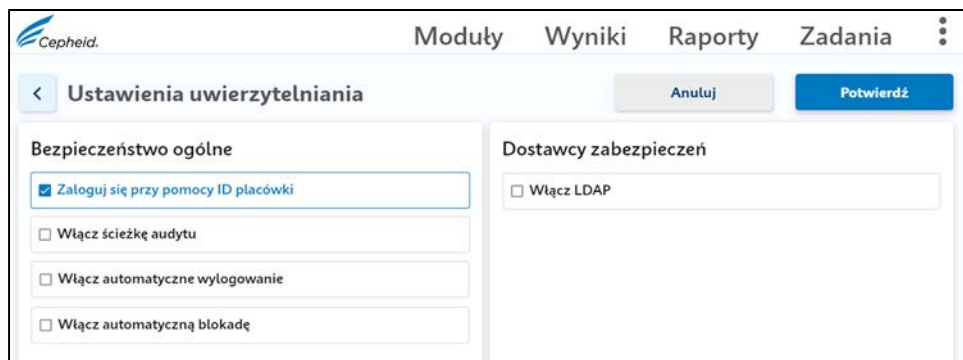 Cepheid.
Moduły Wyniki Raporty Zadania
Ustawienia uwierzytelniania
Anuluj
Potwierdź
Bezpieczeństwo ogólne
Zaloguj się przy pomocy ID placówki
Włącz ścieżkę audytu
Włącz automatyczne wylogowanie
Włącz automatyczną blokadę
Dostawcy zabezpieczeń
Włącz LDAP